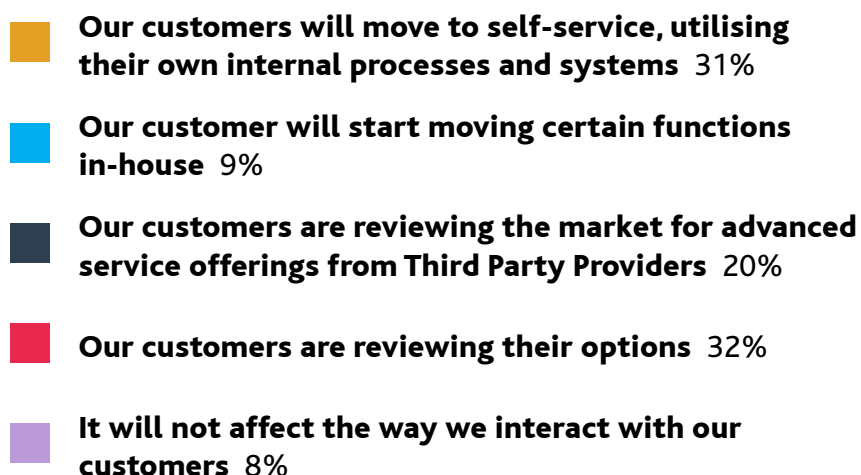 Our customers will move to self-service, utilising
their own internal processes and systems 31%
Our customer will start moving certain functions
in-house 9%
Our customers are reviewing the market for advanced
service offerings from Third Party Providers 20%
Our customers are reviewing their options 32%
It will not affect the way we interact with our
customers 8%